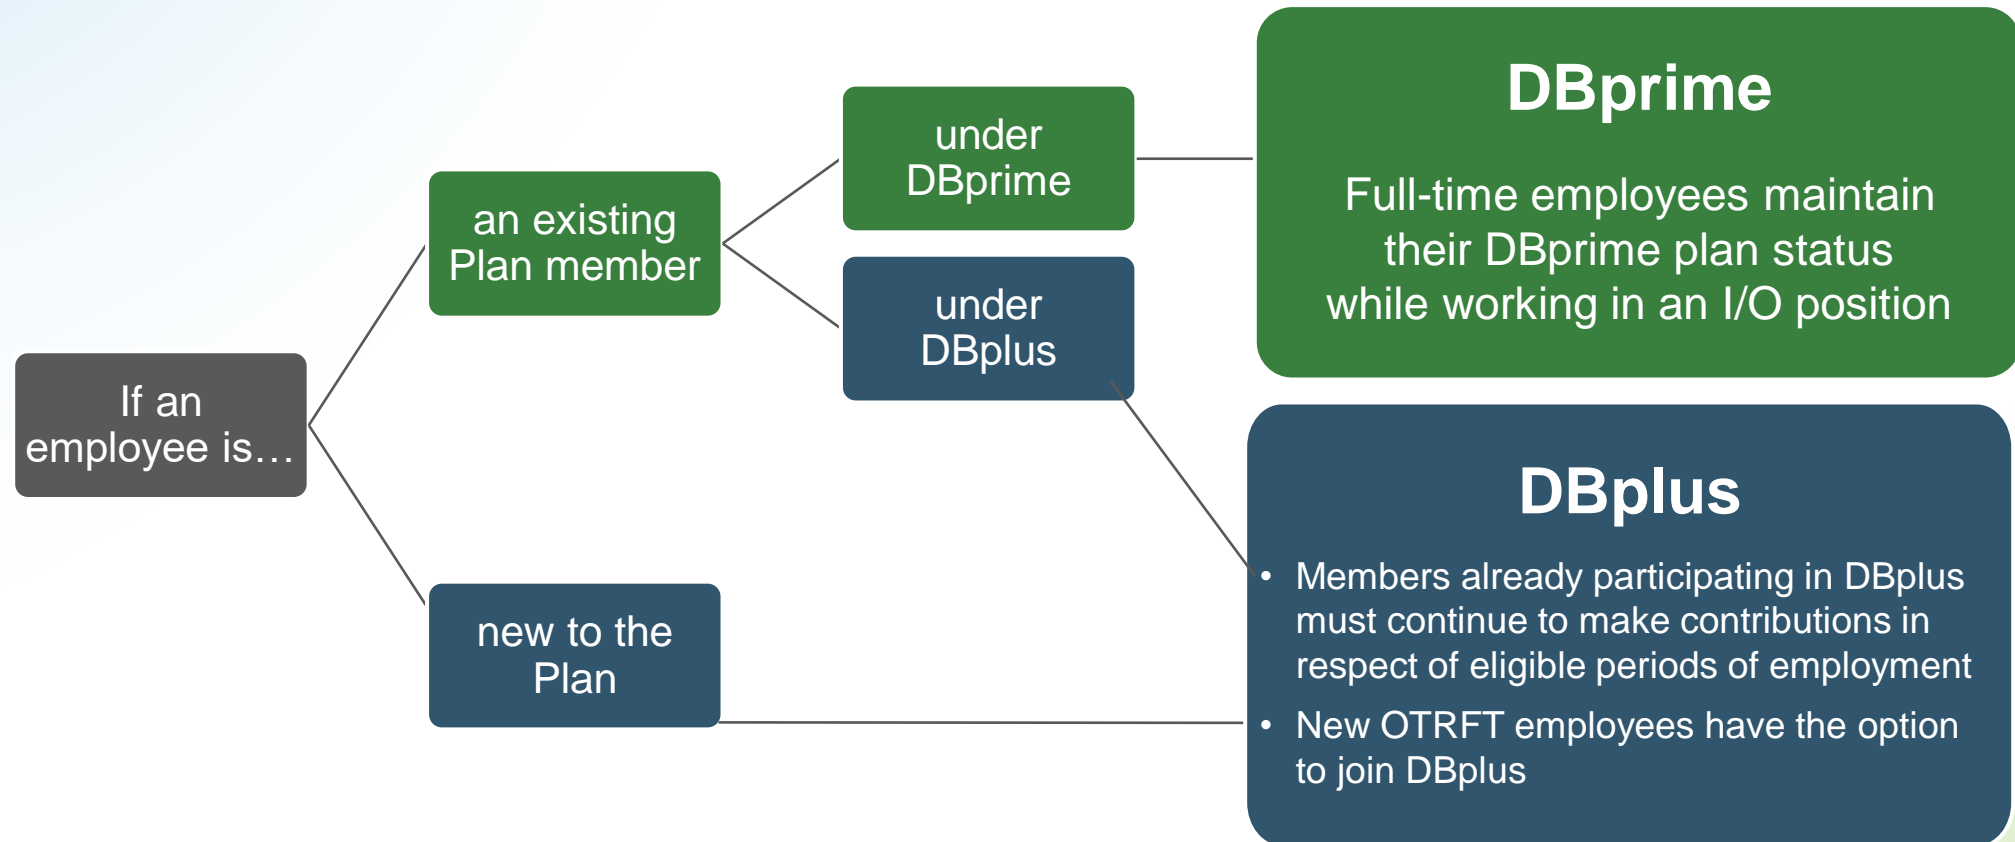 If an
employee is…
an existing
Plan member
new to the
Plan
under
DBprime
under
DBplus
DBprime
Full-time employees maintain
their DBprime plan status
while working in an I/O position
DBplus
• Members already participating in DBplus
must continue to make contributions in
respect of eligible periods of employment
• New OTRFT employees have the option
to join DBplus